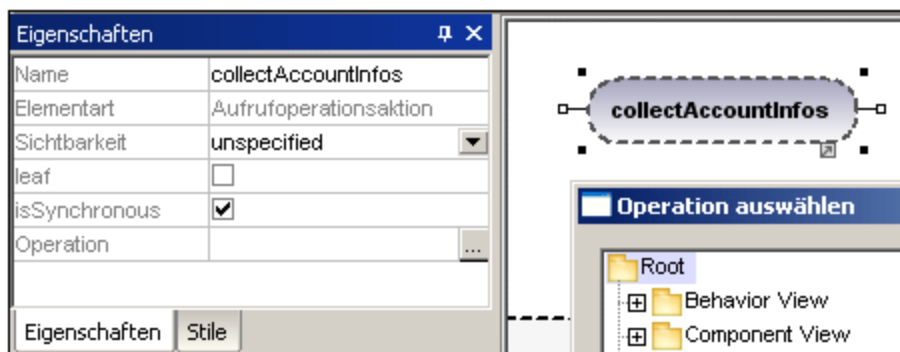 Eigenschaften
Name collectAccountInfos
Elementart Aufrufoperationsaktion
Sichtbarkeit unspecified
leaf
isSynchronous
Operation ...
Eigenschaften Stile
collectAccountInfos
Operation auswählen
Root
Behavior View
Component View